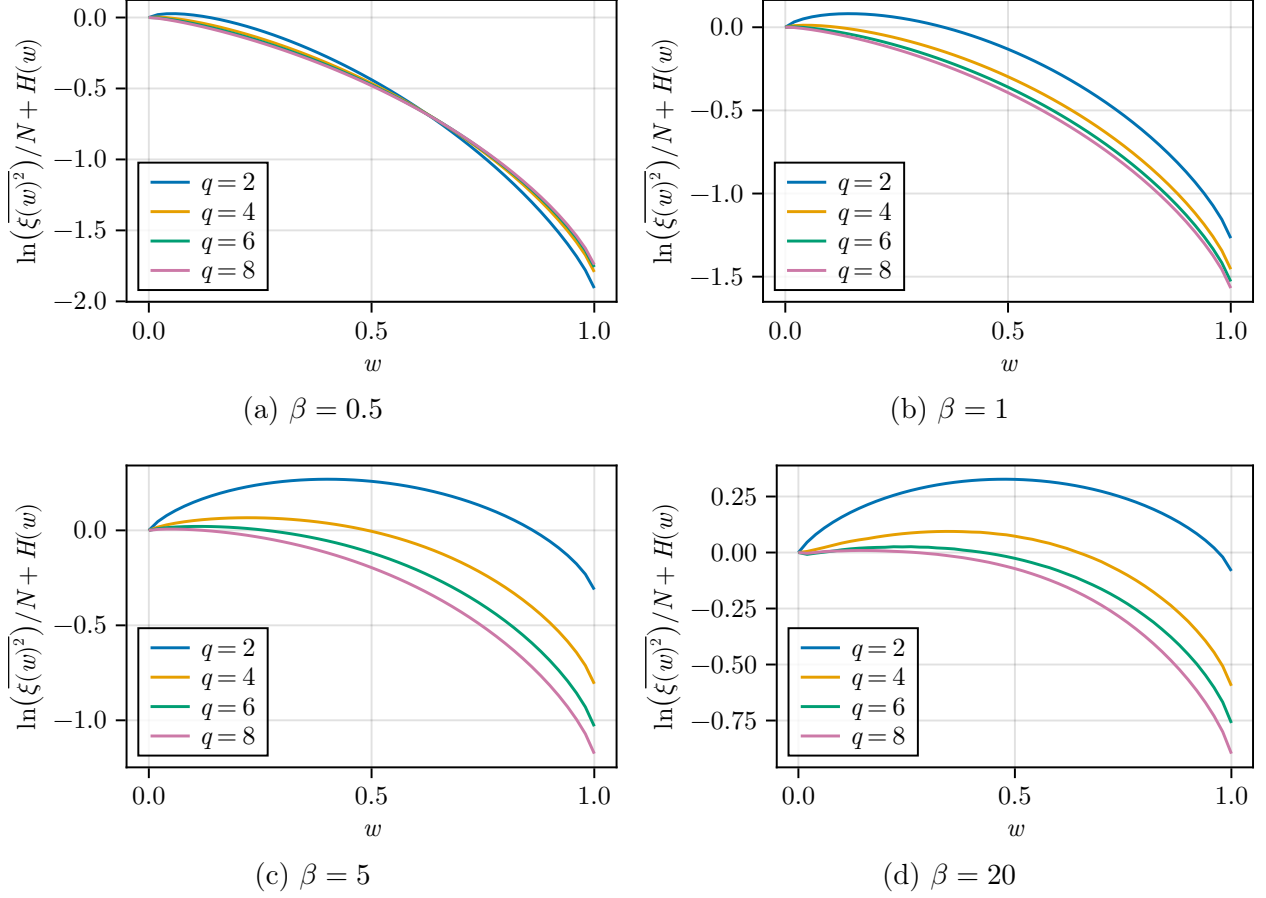 ln(\overline{ξ(w)²})/N + H(w)
0.0
−0.5
−1.0
−1.5
−2.0
q = 2
q = 4
q = 6
q = 8
0.0 0.5 1.0
w
(a) β = 0.5
ln(\overline{ξ(w)²})/N + H(w)
0.0
−0.5
−1.0
−1.5
q = 2
q = 4
q = 6
q = 8
0.0 0.5 1.0
w
(b) β = 1
ln(\overline{ξ(w)²})/N + H(w)
0.0
−0.5
−1.0
q = 2
q = 4
q = 6
q = 8
0.0 0.5 1.0
w
(c) β = 5
ln(\overline{ξ(w)²})/N + H(w)
0.25
0.00
−0.25
−0.50
−0.75
q = 2
q = 4
q = 6
q = 8
0.0 0.5 1.0
w
(d) β = 20